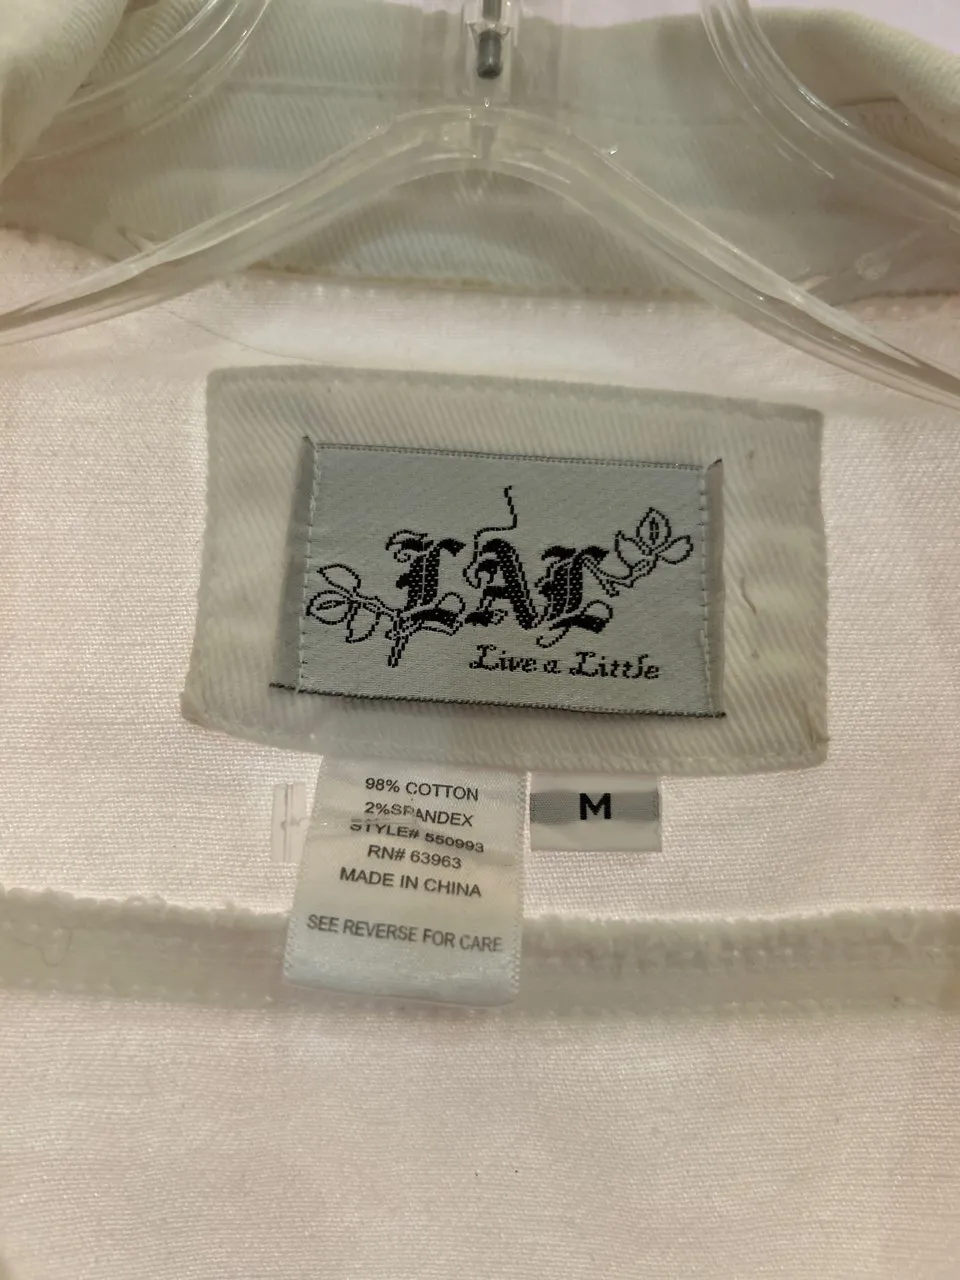 LAL
Live a Little
98% COTTON
2%SPANDEX
STYLE# 550993
RN# 63963
MADE IN CHINA
SEE REVERSE FOR CARE
M